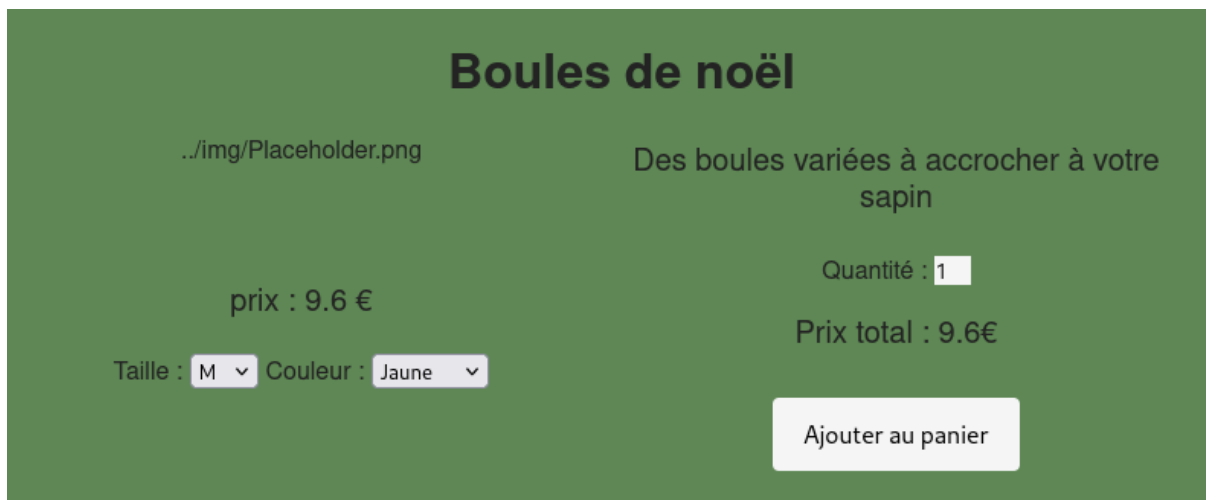 Boules de noël
../img/Placeholder.png
prix : 9.6 €
Taille : M Couleur : Jaune
Des boules variées à accrocher à votre
sapin
Quantité : 1
Prix total : 9.6€
Ajouter au panier